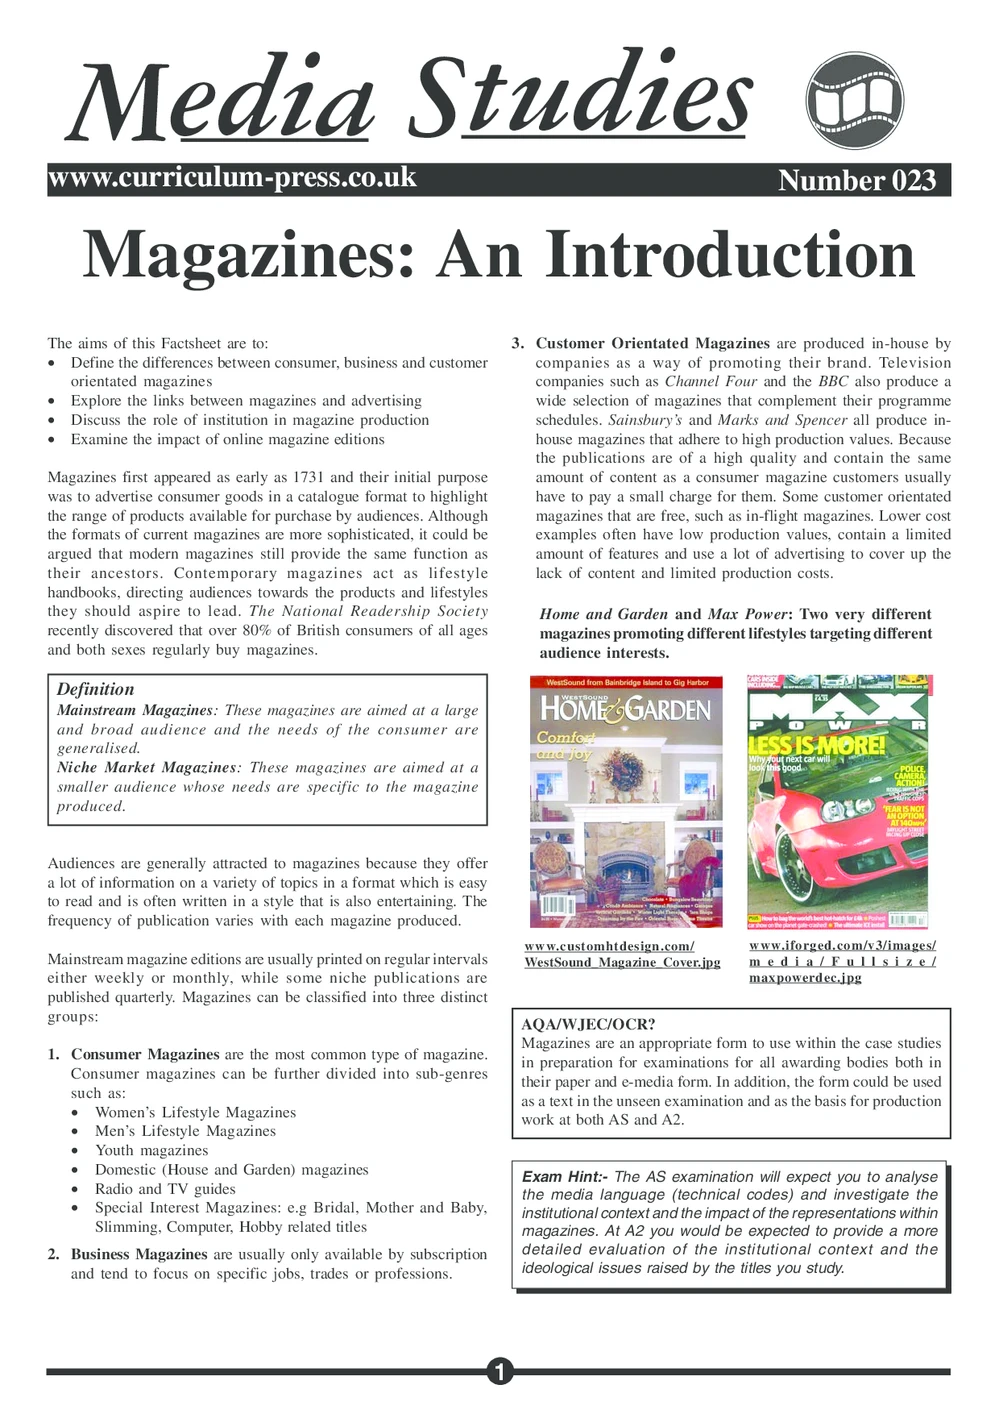 Media Studies
www.curriculum-press.co.uk
Number 023
Magazines: An Introduction
The aims of this Factsheet are to:
• Define the differences between consumer, business and customer
orientated magazines
• Explore the links between magazines and advertising
• Discuss the role of institution in magazine production
• Examine the impact of online magazine editions
Magazines first appeared as early as 1731 and their initial purpose
was to advertise consumer goods in a catalogue format to highlight
the range of products available for purchase by audiences. Although
the formats of current magazines are more sophisticated, it could be
argued that modern magazines still provide the same function as
their ancestors. Contemporary magazines act as lifestyle
handbooks, directing audiences towards the products and lifestyles
they should aspire to lead. The National Readership Society
recently discovered that over 80% of British consumers of all ages
and both sexes regularly buy magazines.
Definition
Mainstream Magazines: These magazines are aimed at a large
and broad audience and the needs of the consumer are
generalised.
Niche Market Magazines: These magazines are aimed at a
smaller audience whose needs are specific to the magazine
produced.
Audiences are generally attracted to magazines because they offer
a lot of information on a variety of topics in a format which is easy
to read and is often written in a style that is also entertaining. The
frequency of publication varies with each magazine produced.
Mainstream magazine editions are usually printed on regular intervals
either weekly or monthly, while some niche publications are
published quarterly. Magazines can be classified into three distinct
groups:
1. Consumer Magazines are the most common type of magazine.
Consumer magazines can be further divided into sub-genres
such as:
• Women's Lifestyle Magazines
• Men's Lifestyle Magazines
• Youth magazines
• Domestic (House and Garden) magazines
• Radio and TV guides
• Special Interest Magazines: e.g Bridal, Mother and Baby,
Slimming, Computer, Hobby related titles
2. Business Magazines are usually only available by subscription
and tend to focus on specific jobs, trades or professions.
3. Customer Orientated Magazines are produced in-house by
companies as a way of promoting their brand. Television
companies such as Channel Four and the BBC also produce a
wide selection of magazines that complement their programme
schedules. Sainsbury's and Marks and Spencer all produce in-
house magazines that adhere to high production values. Because
the publications are of a high quality and contain the same
amount of content as a consumer magazine customers usually
have to pay a small charge for them. Some customer orientated
magazines that are free, such as in-flight magazines. Lower cost
examples often have low production values, contain a limited
amount of features and use a lot of advertising to cover up the
lack of content and limited production costs.
Home and Garden and Max Power: Two very different
magazines promoting different lifestyles targeting different
audience interests.
WestSound from Bainbridge Island to Gig Harbor
WESTSOUND
HOME & GARDEN
Comfort
and joy
MAX
POWER
LESS IS MORE!
Why your next car will
look this good
POLICE,
CAMERA,
ACTION!
"FEAR IS NOT
AN OPTION
AT 140MPH"
www.customhtdesign.com/
WestSound_Magazine_Cover.jpg
www.iforged.com/v3/images/
media/Fullsize/
maxpowerdec.jpg
AQA/WJEC/OCR?
Magazines are an appropriate form to use within the case studies
in preparation for examinations for all awarding bodies both in
their paper and e-media form. In addition, the form could be used
as a text in the unseen examination and as the basis for production
work at both AS and A2.
Exam Hint:- The AS examination will expect you to analyse
the media language (technical codes) and investigate the
institutional context and the impact of the representations within
magazines. At A2 you would be expected to provide a more
detailed evaluation of the institutional context and the
ideological issues raised by the titles you study.
1